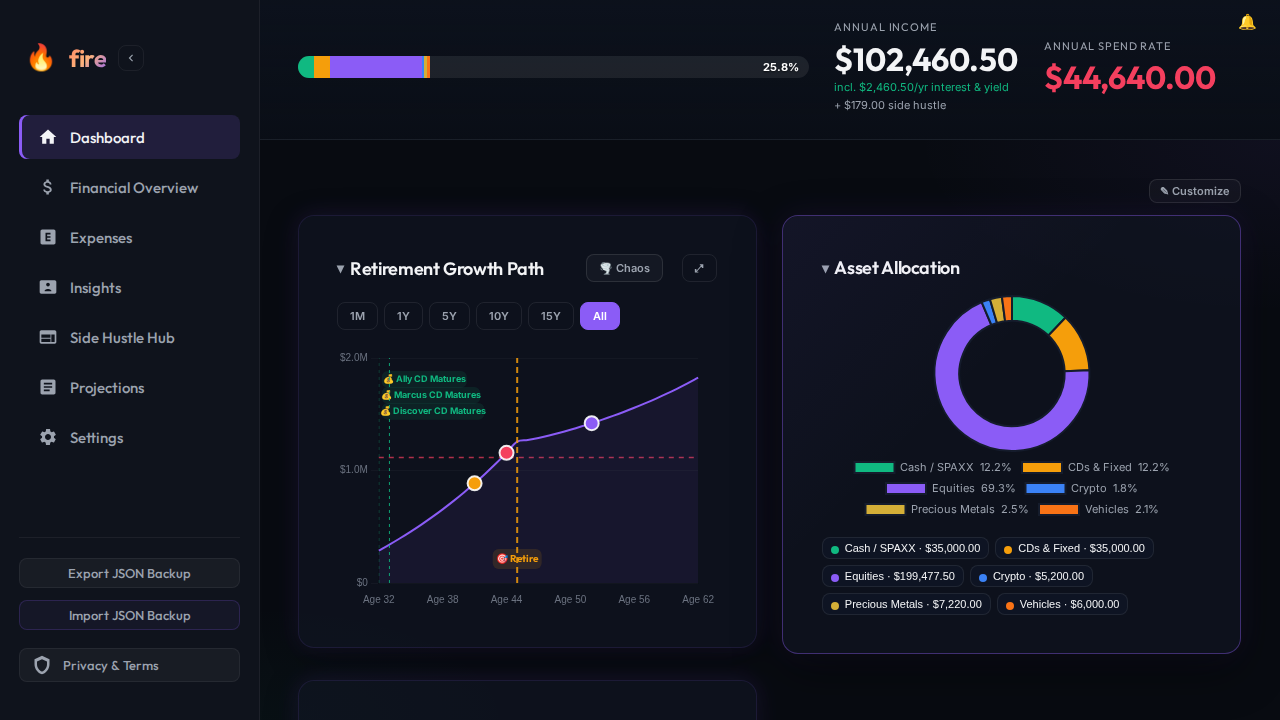 fire
Dashboard
Financial Overview
Expenses
Insights
Side Hustle Hub
Projections
Settings
Export JSON Backup
Import JSON Backup
Privacy & Terms
25.8%
ANNUAL INCOME
$102,460.50
incl. $2,460.50/yr interest & yield
+ $179.00 side hustle
ANNUAL SPEND RATE
$44,640.00
✎ Customize
▾ Retirement Growth Path
🌪 Chaos
⤢
1M 1Y 5Y 10Y 15Y All
$2.0M
💰 Ally CD Matures
💰 Marcus CD Matures
💰 Discover CD Matures
$1.0M
🎯 Retire
$0
Age 32 Age 38 Age 44 Age 50 Age 56 Age 62
▾ Asset Allocation
Cash / SPAXX 12.2% CDs & Fixed 12.2%
Equities 69.3% Crypto 1.8%
Precious Metals 2.5% Vehicles 2.1%
Cash / SPAXX · $35,000.00 CDs & Fixed · $35,000.00
Equities · $199,477.50 Crypto · $5,200.00
Precious Metals · $7,220.00 Vehicles · $6,000.00